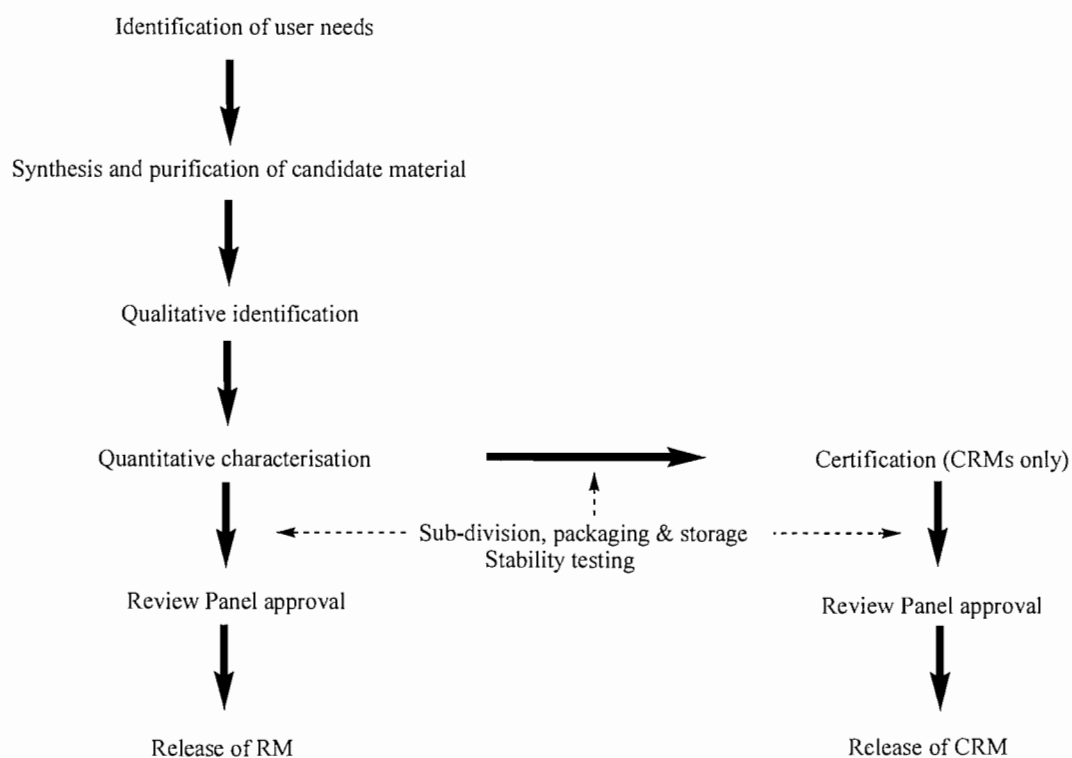 Identification of user needs
Synthesis and purification of candidate material
Qualitative identification
Quantitative characterisation
Certification (CRMs only)
Sub-division, packaging & storage
Stability testing
Review Panel approval
Review Panel approval
Release of RM
Release of CRM